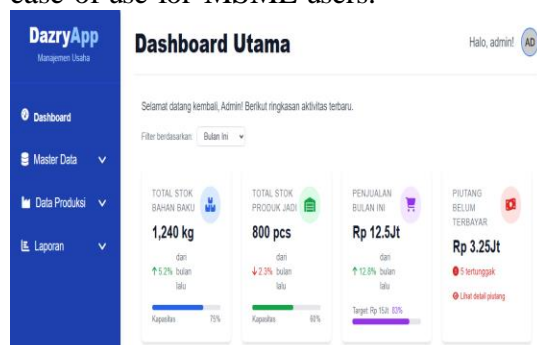 ease of use for MSME users.
DazryApp
Manajemen Usaha
Dashboard Utama
Halo, admin!
AD
Dashboard
Master Data
Data Produksi
Laporan
Selamat datang kembali, Admin! Berikut ringkasan aktivitas terbaru.
Filter berdasarkan: Bulan Ini
TOTAL STOK
BAHAN BAKU
1,240 kg
dari
↑5.2% bulan
lalu
Kapasitas 75%
TOTAL STOK
PRODUK JADI
800 pcs
dari
↓2.3% bulan
lalu
Kapasitas 60%
PENJUALAN
BULAN INI
Rp 12.5Jt
dari
↑12.8% bulan
lalu
Target: Rp 15Jt 83%
PIUTANG
BELUM
TERBAYAR
Rp 3.25Jt
5 tertunggak
Lihat detail piutang